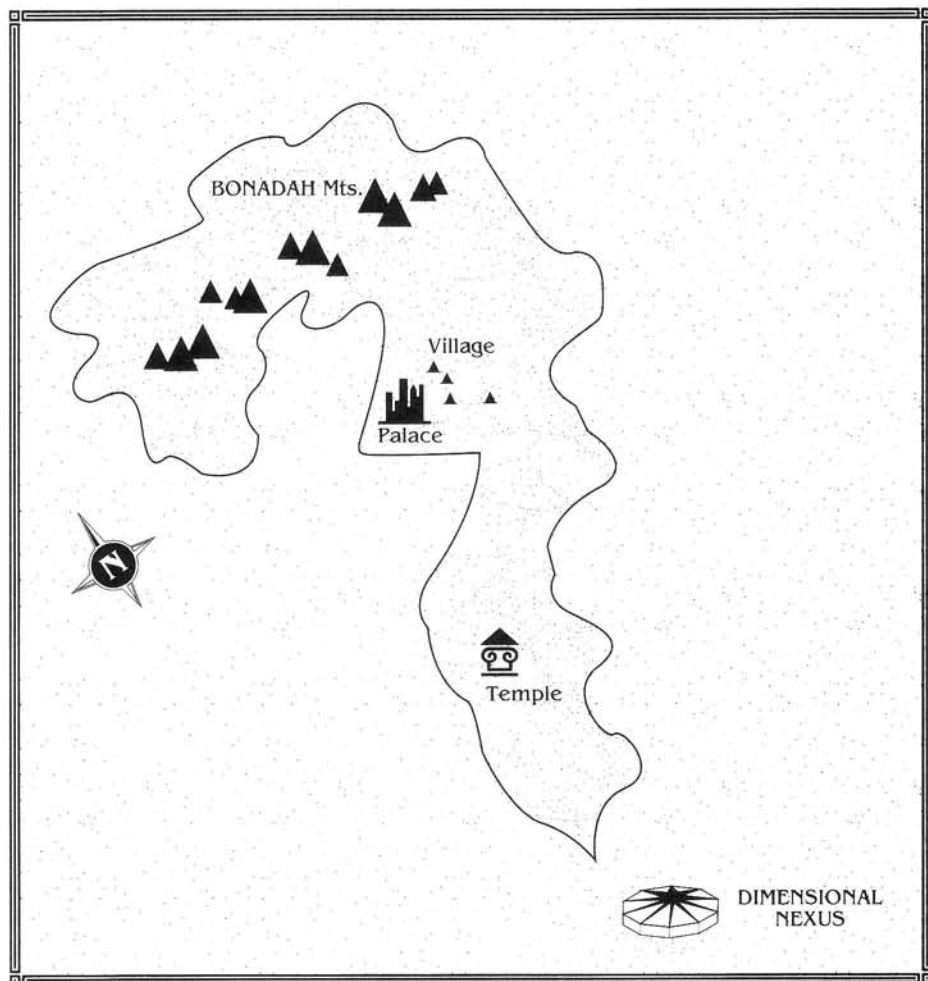 BONADAH Mts.
Village
Palace
N
Temple
DIMENSIONAL
NEXUS